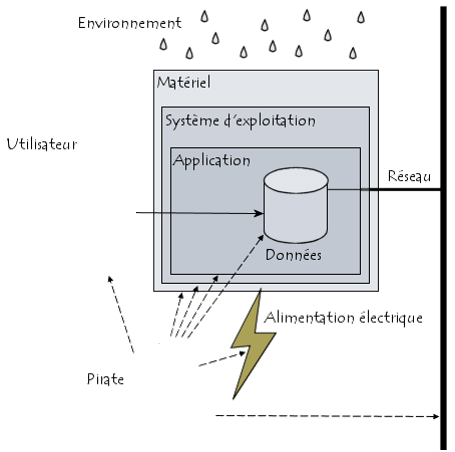 Environnement
Matériel
Système d'exploitation
Utilisateur
Application
Réseau
Données
Alimentation électrique
Pirate